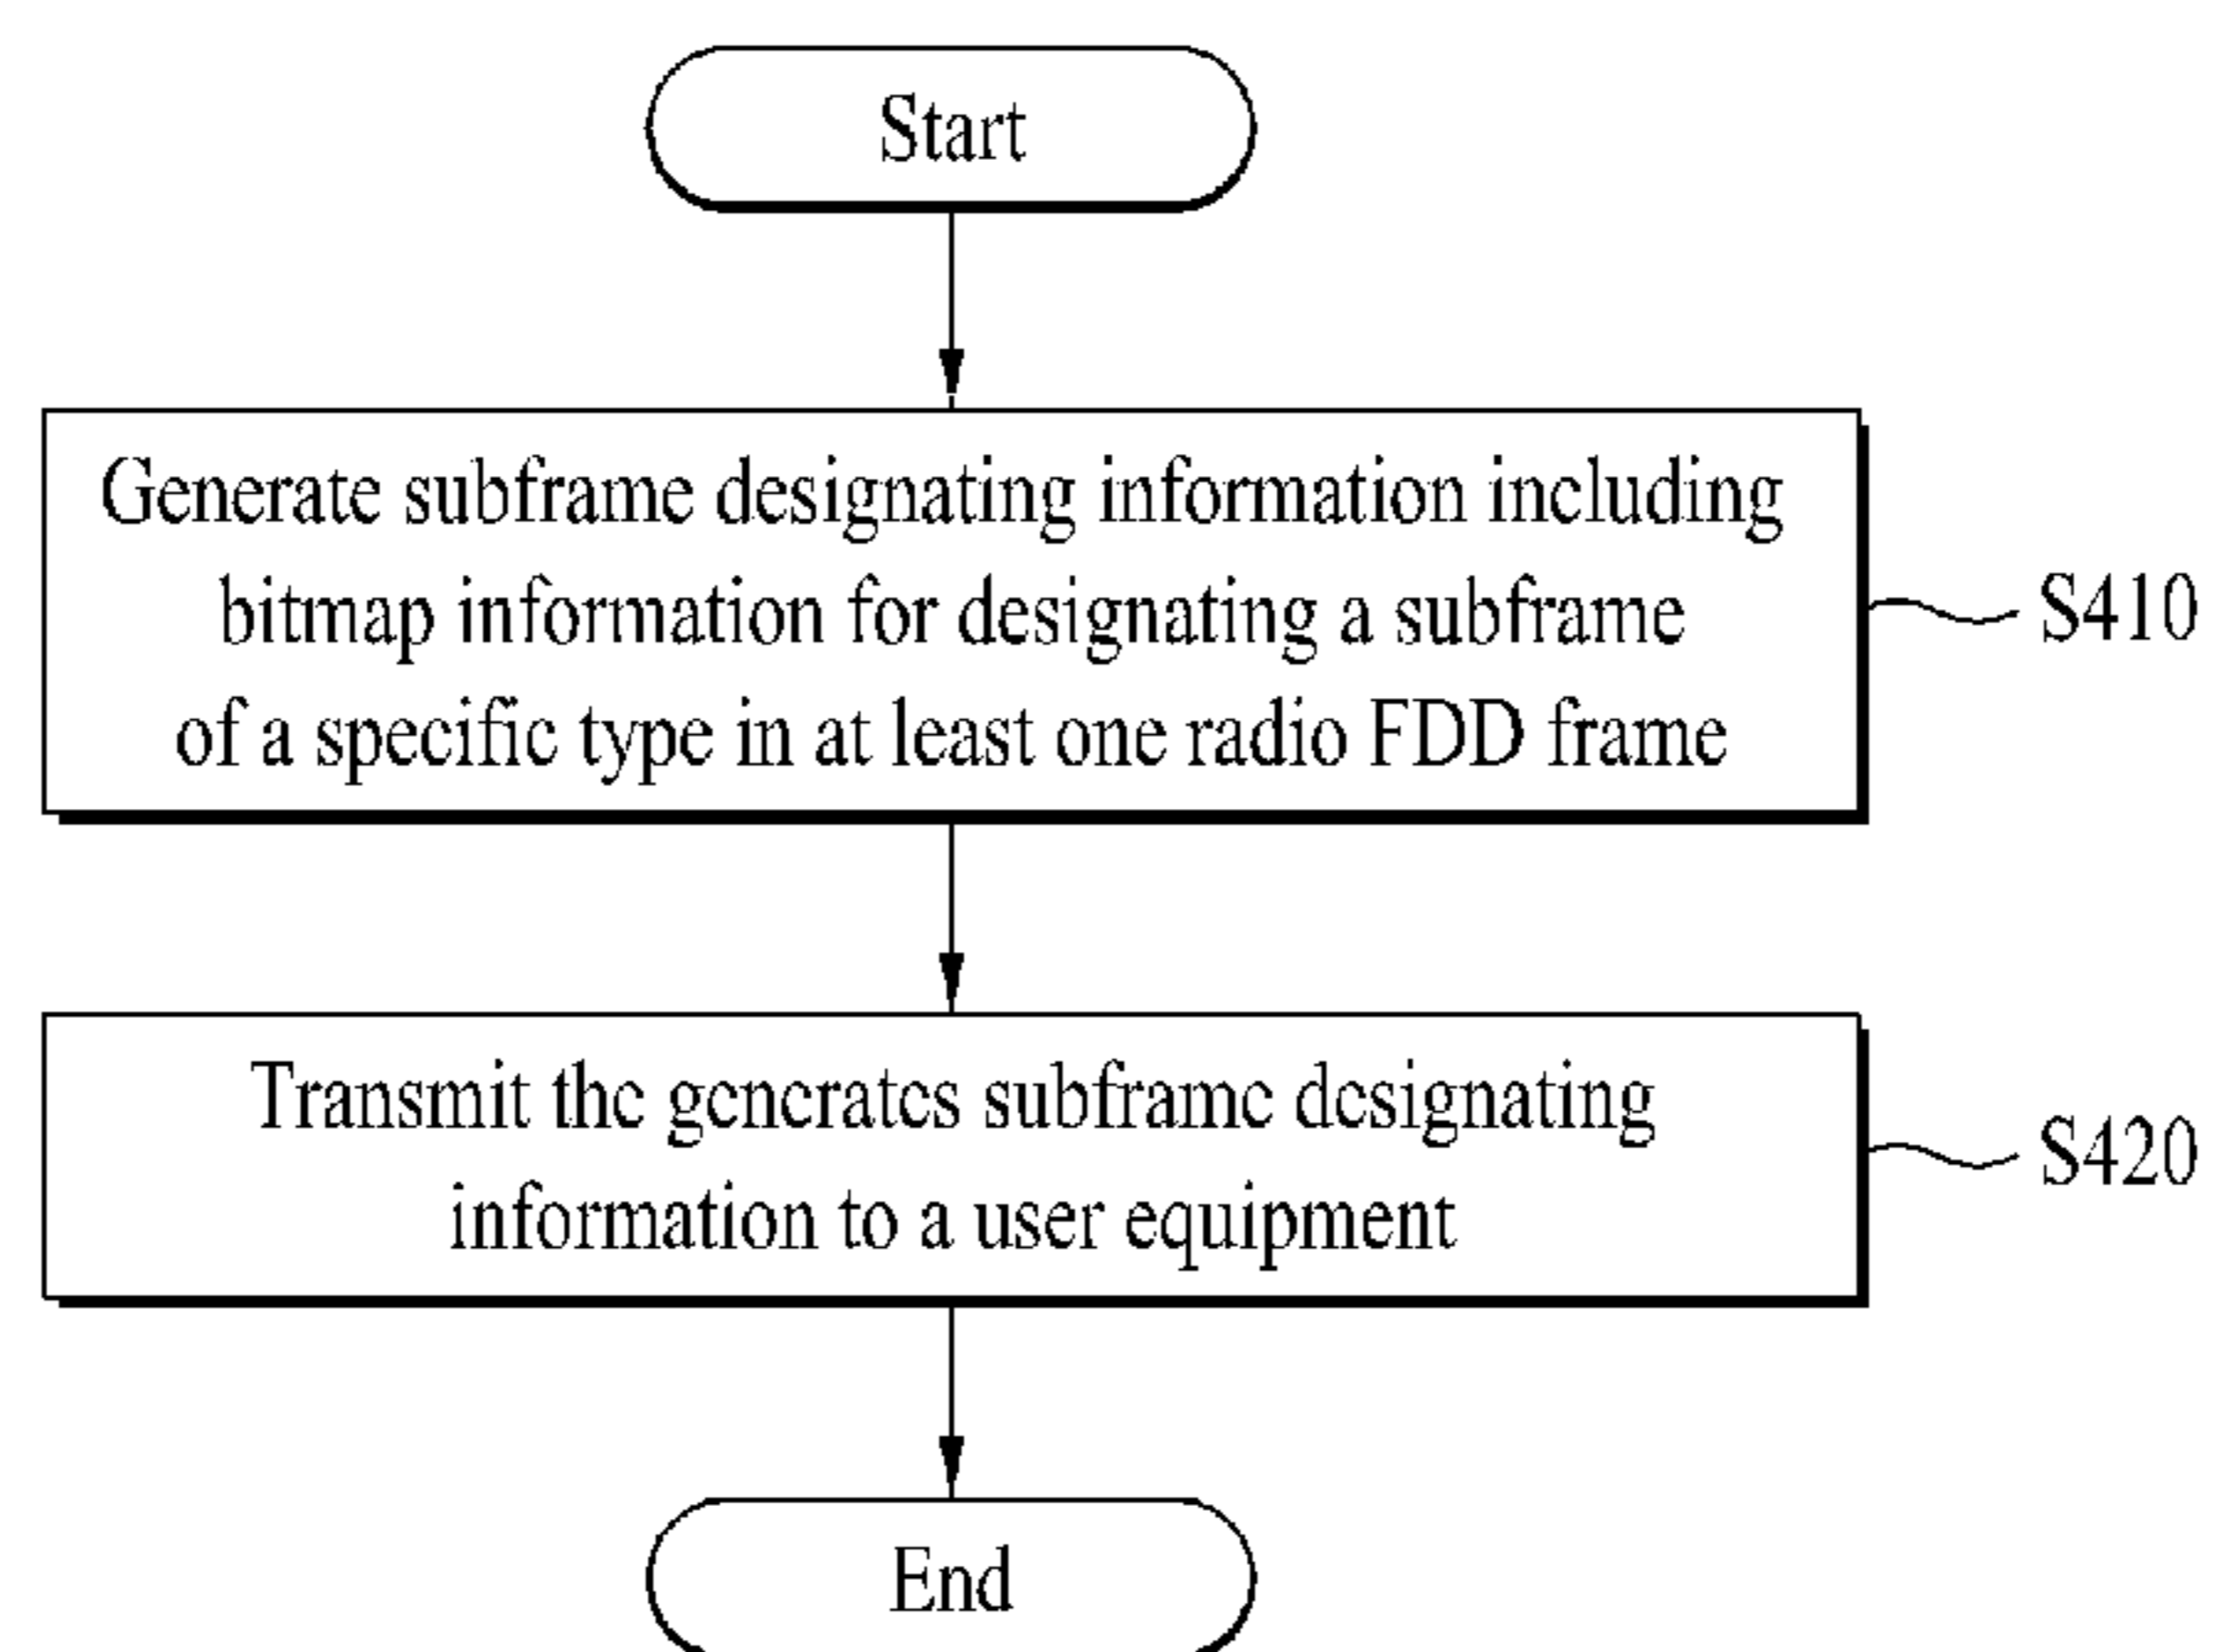 Start
Generate subframe designating information including
bitmap information for designating a subframe
of a specific type in at least one radio FDD frame
S410
Transmit the generates subframe designating
information to a user equipment
S420
End